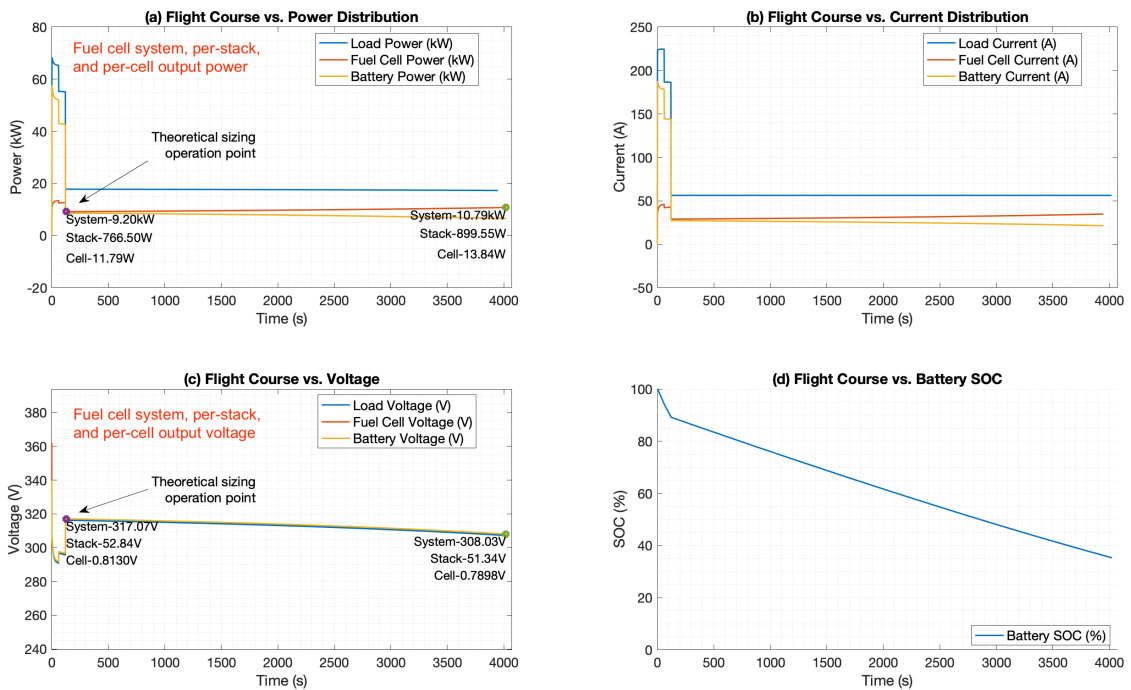 (a) Flight Course vs. Power Distribution
80
60
40
20
0
-20
Power (kW)
Fuel cell system, per-stack,
and per-cell output power
Load Power (kW)
Fuel Cell Power (kW)
Battery Power (kW)
Theoretical sizing
operation point
System-9.20kW
Stack-766.50W
Cell-11.79W
System-10.79kW
Stack-899.55W
Cell-13.84W
0 500 1000 1500 2000 2500 3000 3500 4000
Time (s)
(b) Flight Course vs. Current Distribution
250
200
150
100
50
0
-50
Current (A)
Load Current (A)
Fuel Cell Current (A)
Battery Current (A)
0 500 1000 1500 2000 2500 3000 3500 4000
Time (s)
(c) Flight Course vs. Voltage
380
360
340
320
300
280
260
240
Voltage (V)
Fuel cell system, per-stack,
and per-cell output voltage
Load Voltage (V)
Fuel Cell Voltage (V)
Battery Voltage (V)
Theoretical sizing
operation point
System-317.07V
Stack-52.84V
Cell-0.8130V
System-308.03V
Stack-51.34V
Cell-0.7898V
0 500 1000 1500 2000 2500 3000 3500 4000
Time (s)
(d) Flight Course vs. Battery SOC
100
80
60
40
20
0
SOC (%)
Battery SOC (%)
0 500 1000 1500 2000 2500 3000 3500 4000
Time (s)